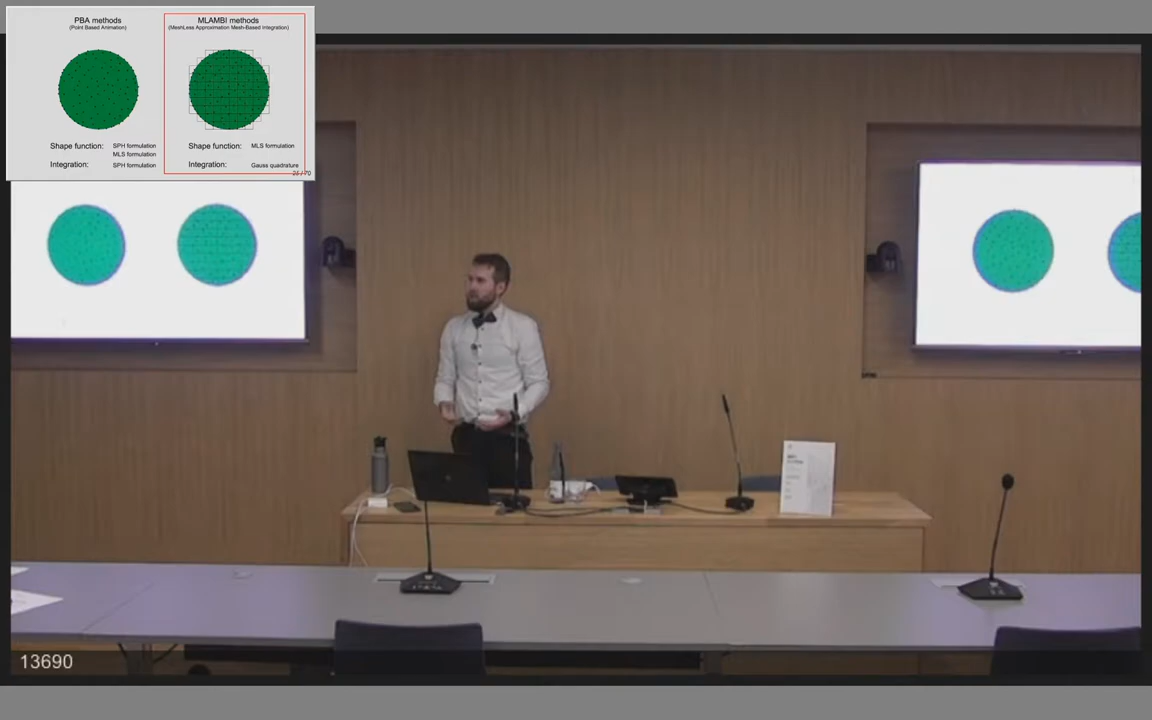 PBA methods
(Point Based Animation)
Shape function: SPH formulation
MLS formulation
Integration: SPH formulation
MLAMBI methods
(MeshLess Approximation Mesh-Based Integration)
Shape function: MLS formulation
Integration: Gauss quadrature
13690